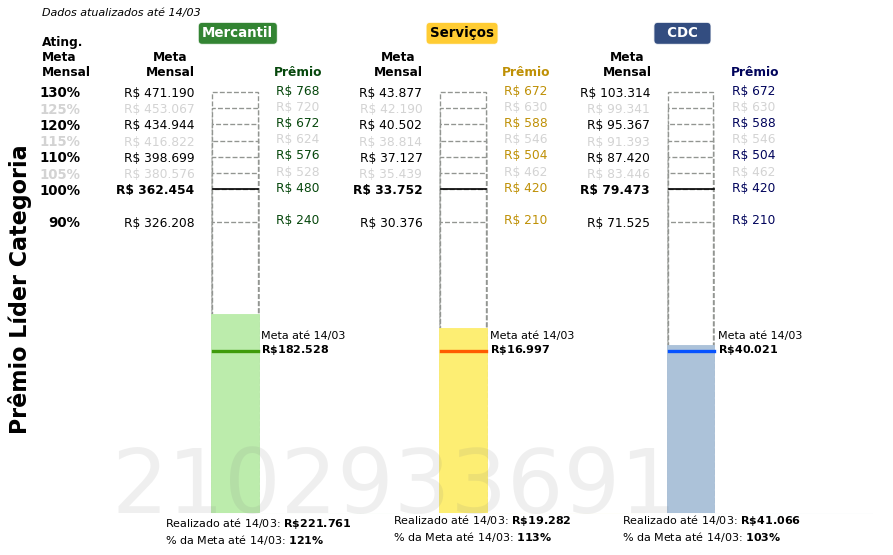 Dados atualizados até 14/03
Mercantil Serviços CDC
Ating.
Meta Meta Meta Meta
Mensal Mensal Prêmio Mensal Prêmio Mensal Prêmio
130% R$ 471.190 R$ 768 R$ 43.877 R$ 672 R$ 103.314 R$ 672
125% R$ 453.067 R$ 720 R$ 42.190 R$ 630 R$ 99.341 R$ 630
120% R$ 434.944 R$ 672 R$ 40.502 R$ 588 R$ 95.367 R$ 588
115% R$ 416.822 R$ 624 R$ 38.814 R$ 546 R$ 91.393 R$ 546
110% R$ 398.699 R$ 576 R$ 37.127 R$ 504 R$ 87.420 R$ 504
105% R$ 380.576 R$ 528 R$ 35.439 R$ 462 R$ 83.446 R$ 462
100% R$ 362.454 R$ 480 R$ 33.752 R$ 420 R$ 79.473 R$ 420
90% R$ 326.208 R$ 240 R$ 30.376 R$ 210 R$ 71.525 R$ 210
Prêmio Líder Categoria
Meta até 14/03 Meta até 14/03 Meta até 14/03
R$182.528 R$16.997 R$40.021
2102933691
Realizado até 14/03: R$221.761 Realizado até 14/03: R$19.282 Realizado até 14/03: R$41.066
% da Meta até 14/03: 121% % da Meta até 14/03: 113% % da Meta até 14/03: 103%